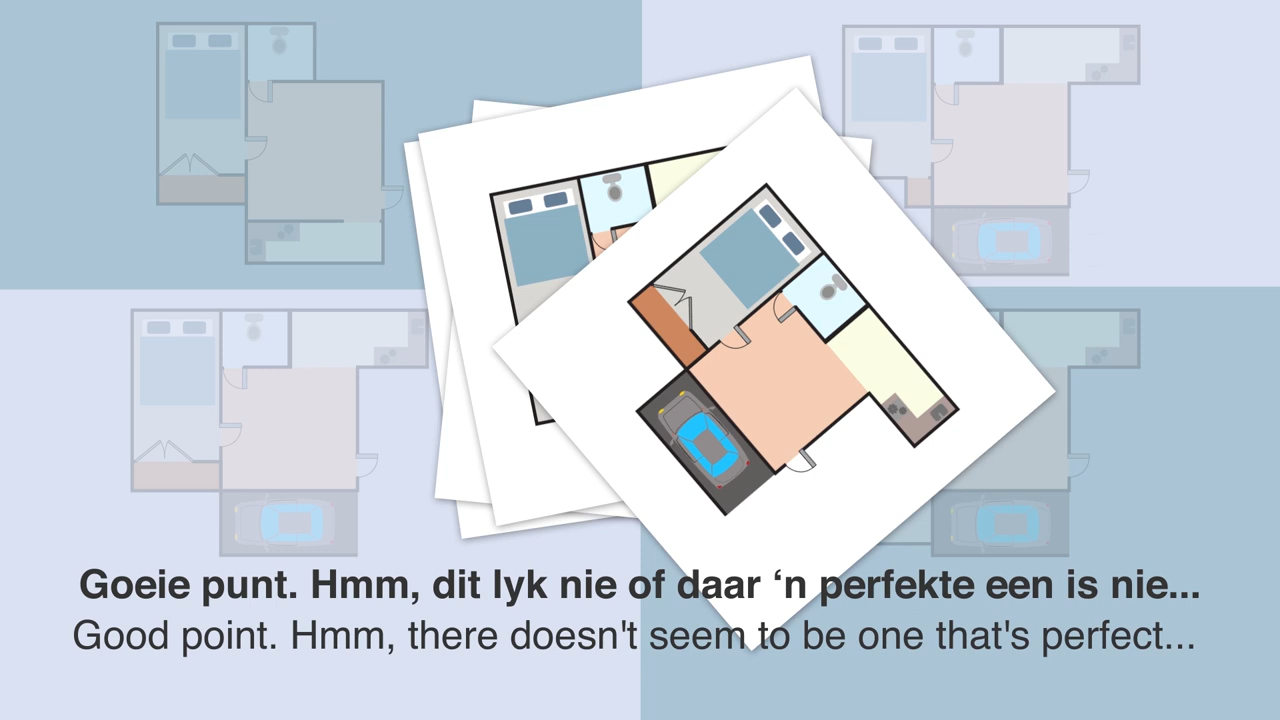 Goeie punt. Hmm, dit lyk nie of daar ‘n perfekte een is nie...
Good point. Hmm, there doesn't seem to be one that's perfect...